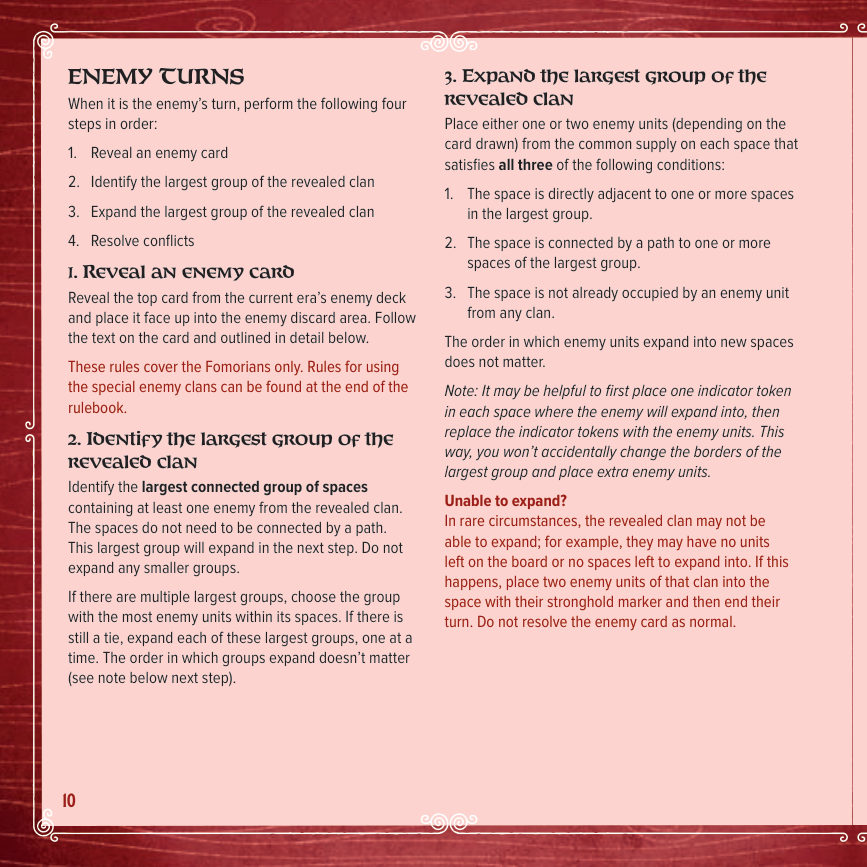 ENEMY TURNS
When it is the enemy's turn, perform the following four
steps in order:
1. Reveal an enemy card
2. Identify the largest group of the revealed clan
3. Expand the largest group of the revealed clan
4. Resolve conflicts
1. Reveal an enemy card
Reveal the top card from the current era's enemy deck
and place it face up into the enemy discard area. Follow
the text on the card and outlined in detail below.
These rules cover the Fomorians only. Rules for using
the special enemy clans can be found at the end of the
rulebook.
2. Identify the largest group of the
revealed clan
Identify the largest connected group of spaces
containing at least one enemy from the revealed clan.
The spaces do not need to be connected by a path.
This largest group will expand in the next step. Do not
expand any smaller groups.
If there are multiple largest groups, choose the group
with the most enemy units within its spaces. If there is
still a tie, expand each of these largest groups, one at a
time. The order in which groups expand doesn't matter
(see note below next step).
3. Expand the largest group of the
revealed clan
Place either one or two enemy units (depending on the
card drawn) from the common supply on each space that
satisfies all three of the following conditions:
1. The space is directly adjacent to one or more spaces
in the largest group.
2. The space is connected by a path to one or more
spaces of the largest group.
3. The space is not already occupied by an enemy unit
from any clan.
The order in which enemy units expand into new spaces
does not matter.
Note: It may be helpful to first place one indicator token
in each space where the enemy will expand into, then
replace the indicator tokens with the enemy units. This
way, you won't accidentally change the borders of the
largest group and place extra enemy units.
Unable to expand?
In rare circumstances, the revealed clan may not be
able to expand; for example, they may have no units
left on the board or no spaces left to expand into. If this
happens, place two enemy units of that clan into the
space with their stronghold marker and then end their
turn. Do not resolve the enemy card as normal.
10